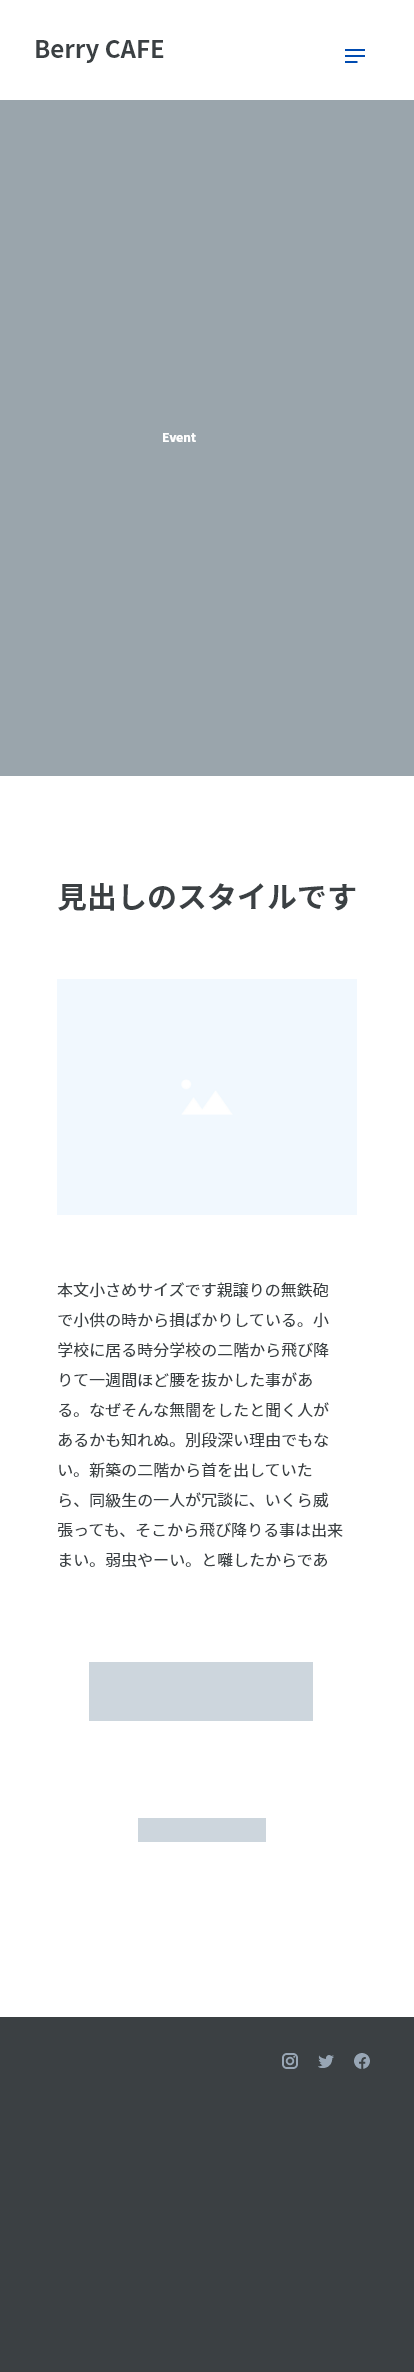 Berry CAFE
Event
見出しのスタイルです
本文小さめサイズです親譲りの無鉄砲
で小供の時から損ばかりしている。小
学校に居る時分学校の二階から飛び降
りて一週間ほど腰を抜かした事があ
る。なぜそんな無闇をしたと聞く人が
あるかも知れぬ。別段深い理由でもな
い。新築の二階から首を出していた
ら、同級生の一人が冗談に、いくら威
張っても、そこから飛び降りる事は出来
まい。弱虫やーい。と囃したからであ